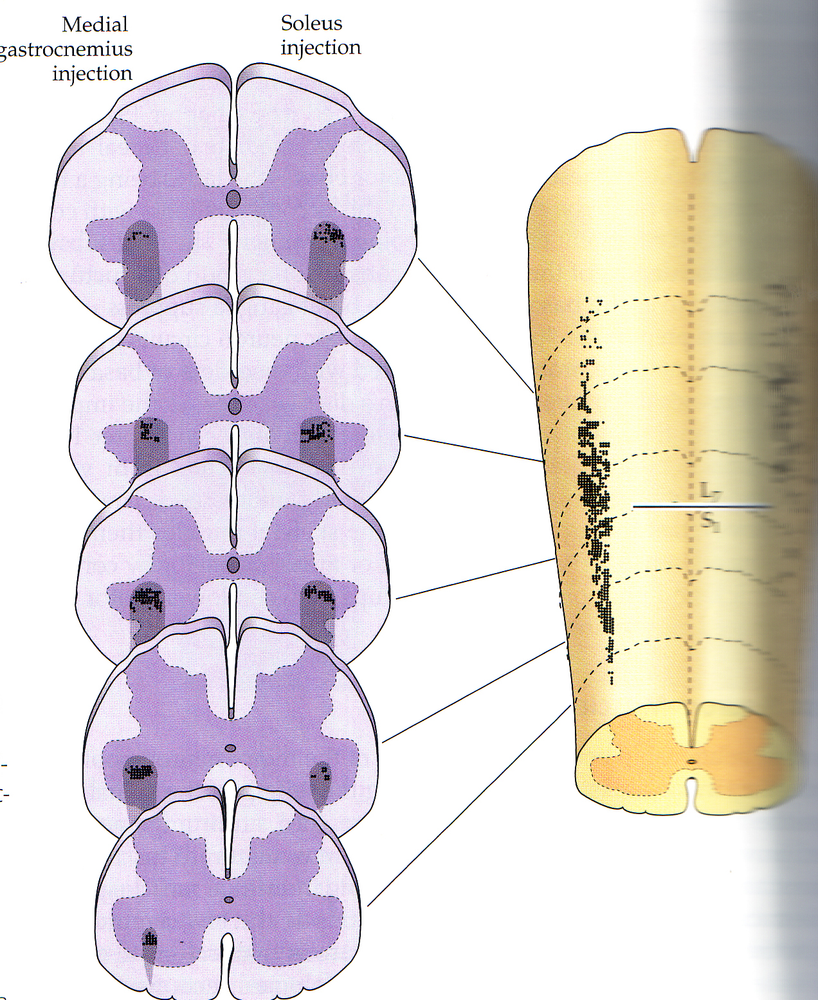 Medial
gastrocnemius
injection
Soleus
injection
L7
S1